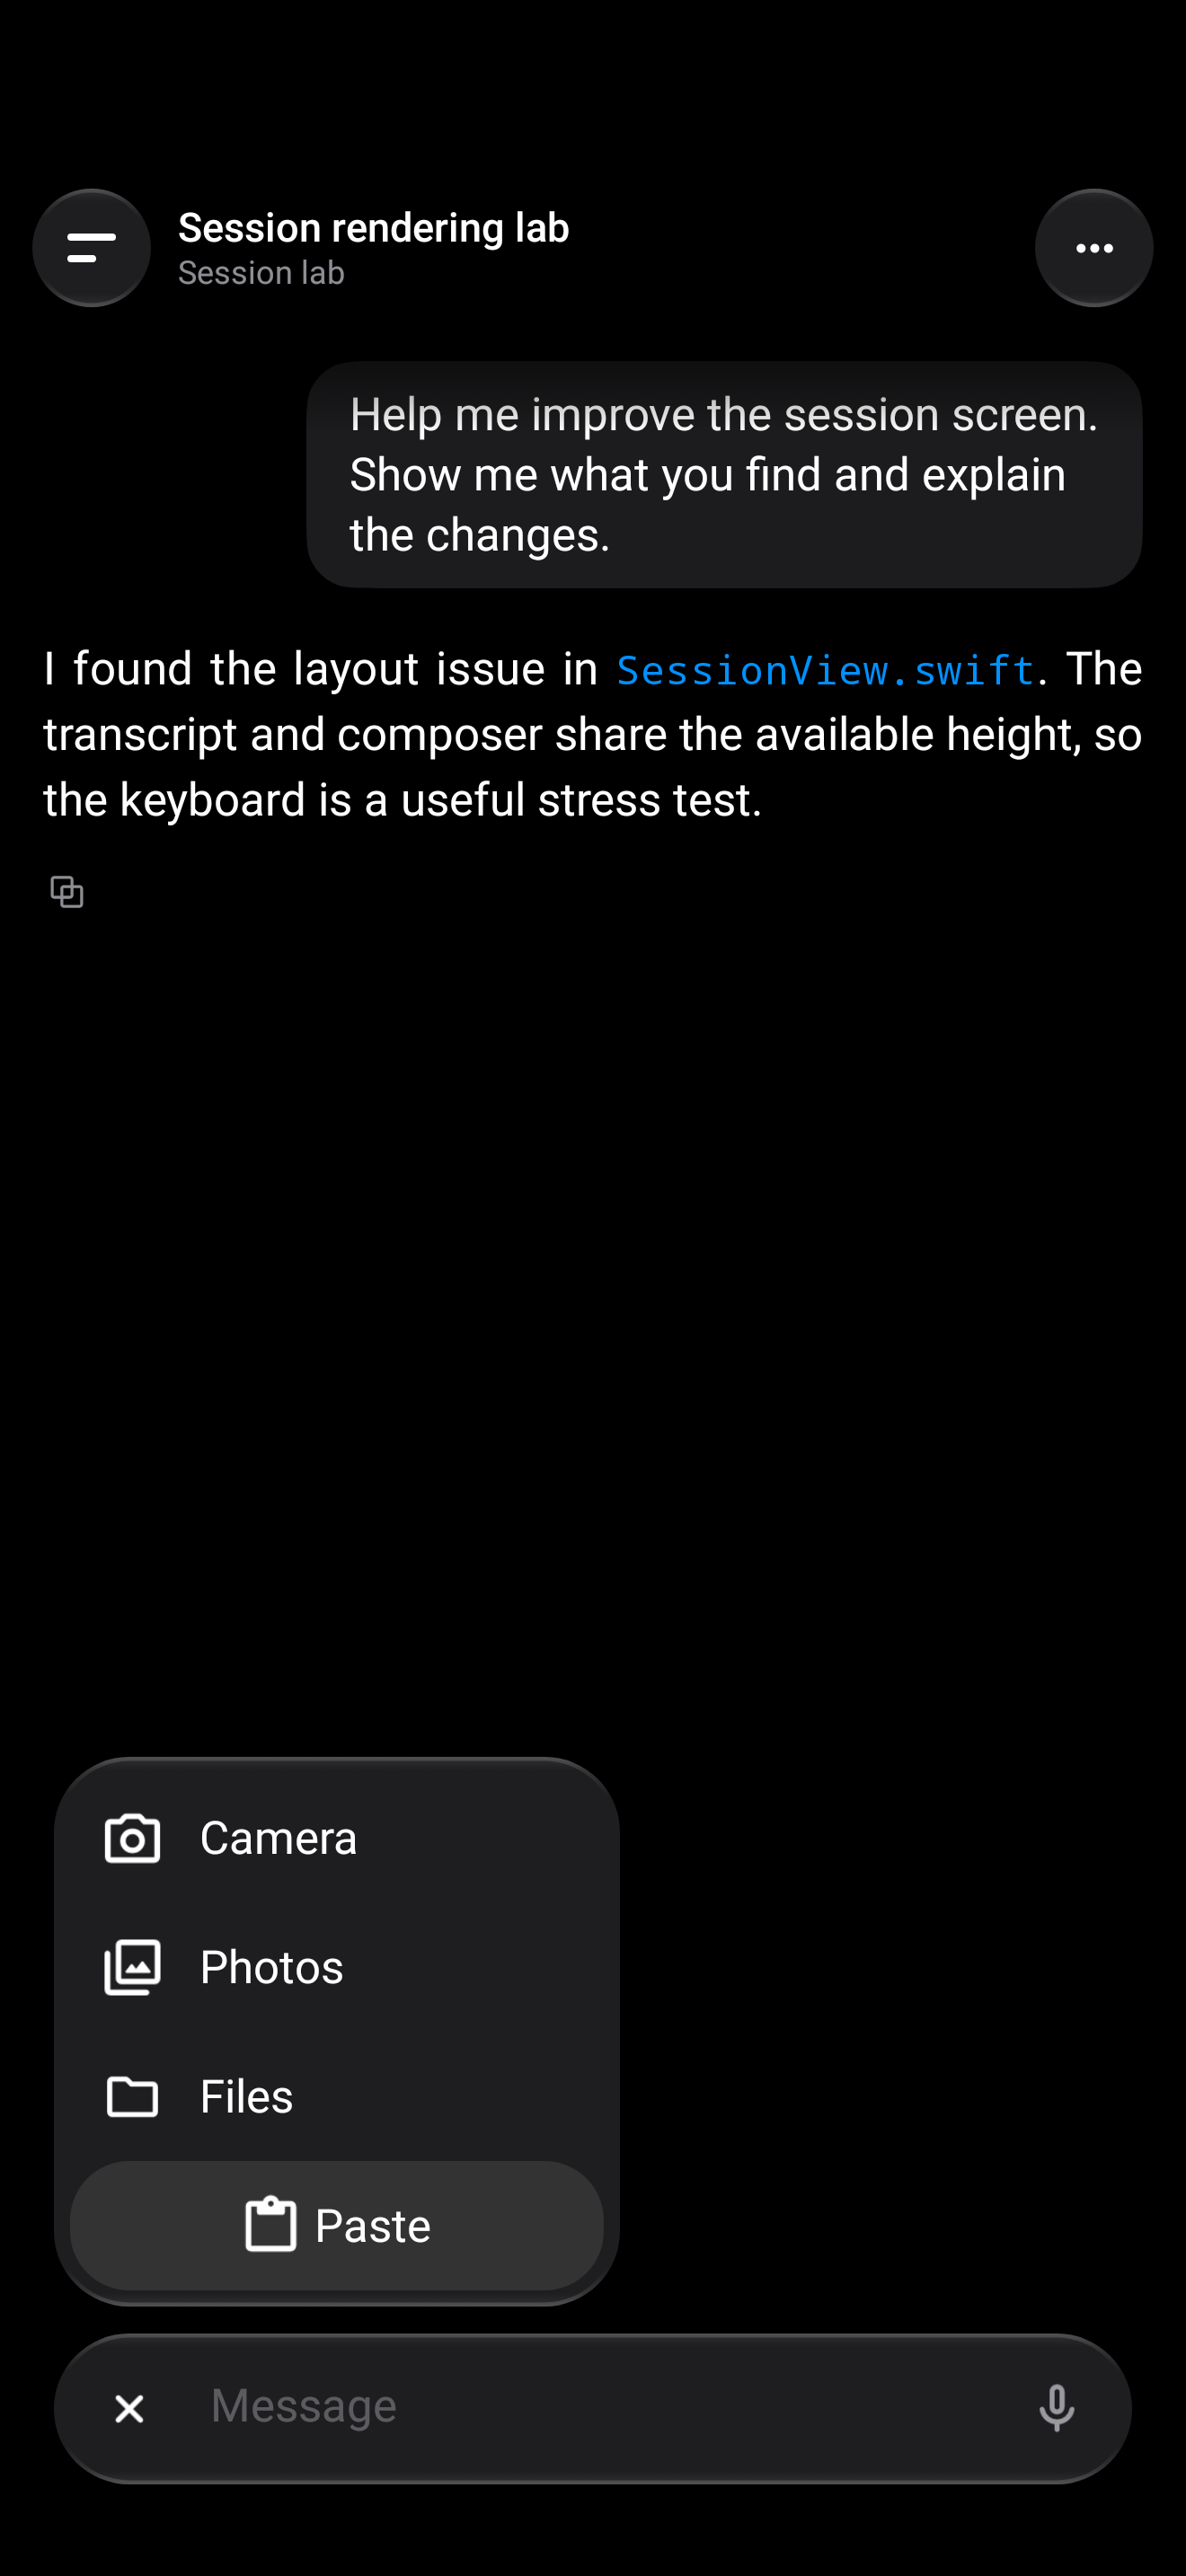 Session rendering lab
Session lab
Help me improve the session screen.
Show me what you find and explain
the changes.
I found the layout issue in SessionView.swift. The
transcript and composer share the available height, so
the keyboard is a useful stress test.
Camera
Photos
Files
Paste
Message